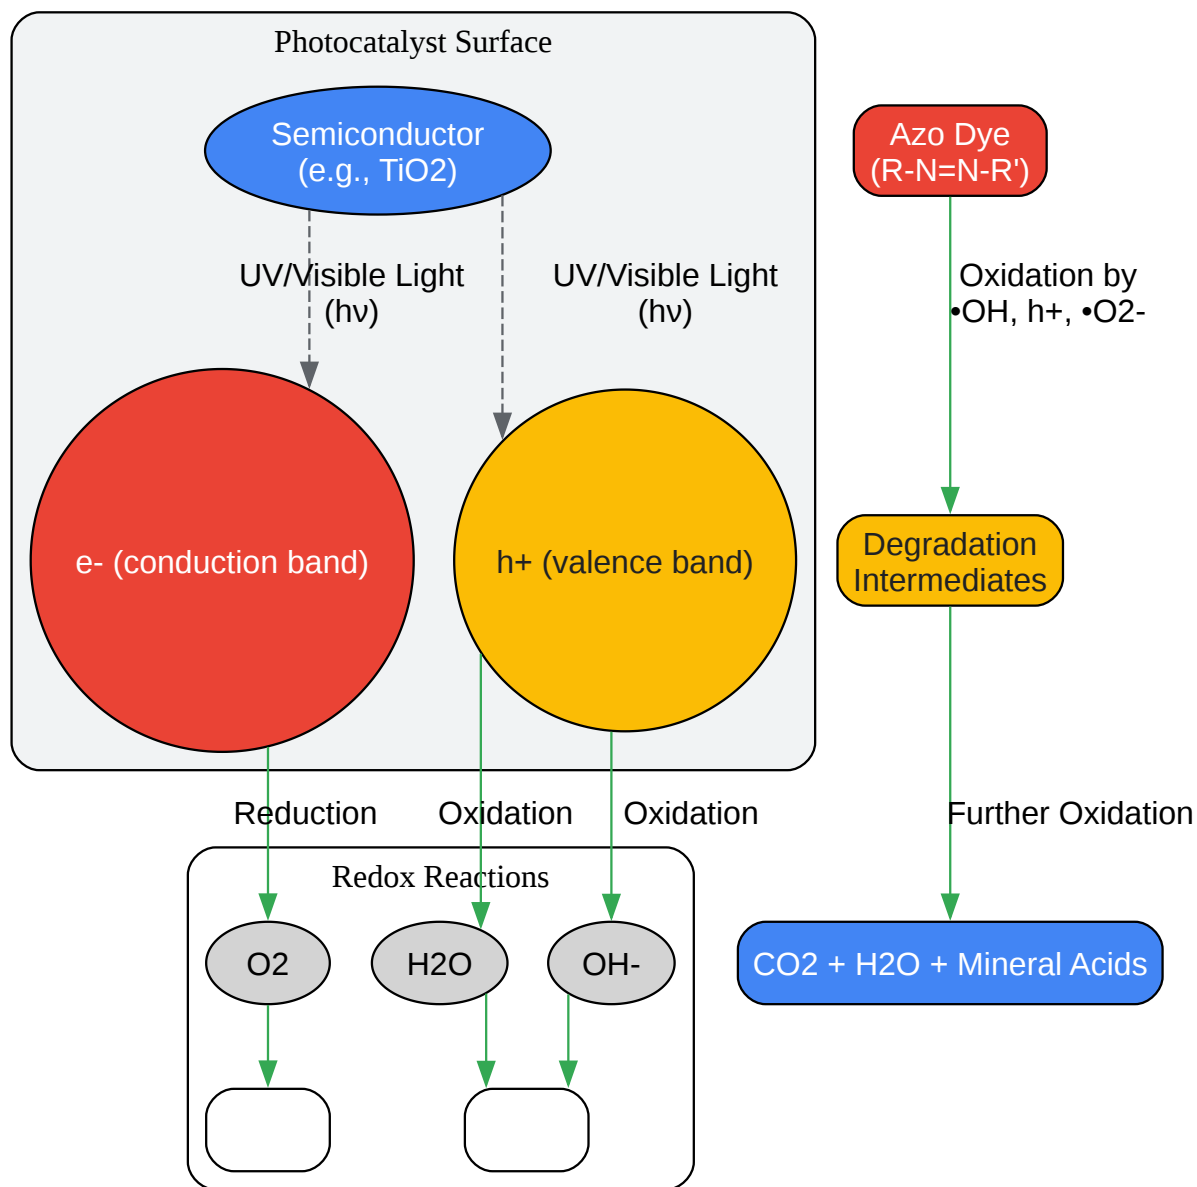 Photocatalyst Surface
Semiconductor
(e.g., TiO2)
Azo Dye
(R-N=N-R')
UV/Visible Light
(hν)
UV/Visible Light
(hν)
Oxidation by
•OH, h+, •O2-
e- (conduction band)
h+ (valence band)
Degradation
Intermediates
Reduction
Oxidation
Oxidation
Further Oxidation
Redox Reactions
O2
H2O
OH-
CO2 + H2O + Mineral Acids